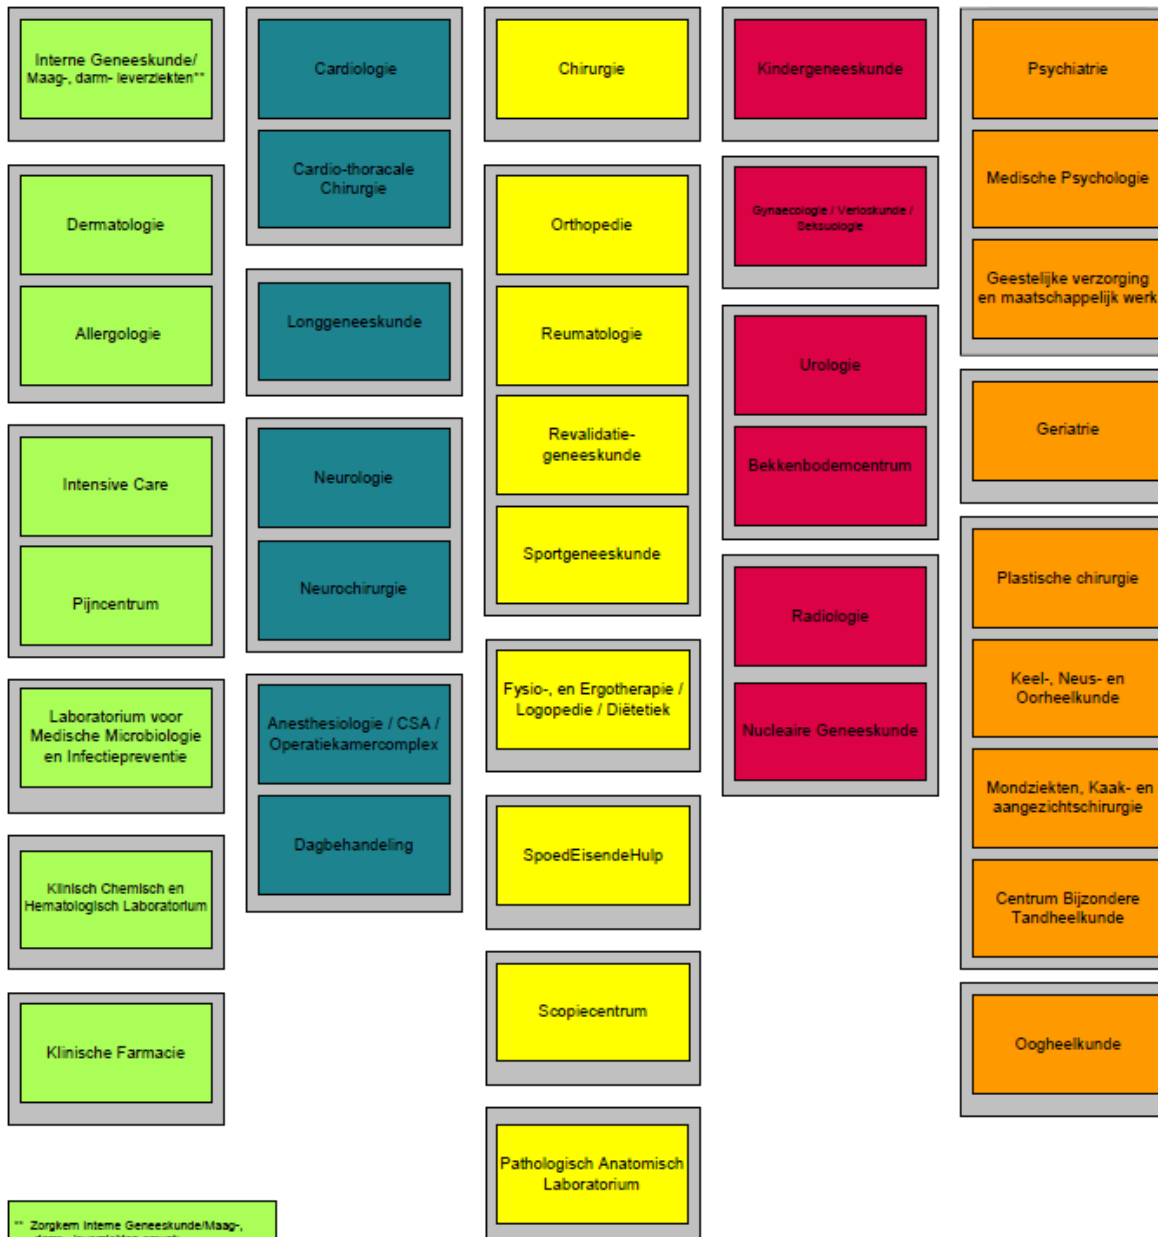 Interne Geneeskunde/
Maag-, darm- leverziekten**
Dermatologie
Allergologie
Intensive Care
Pijncentrum
Laboratorium voor
Medische Microbiologie
en Infectiepreventie
Klinisch Chemisch en
Hematologisch Laboratorium
Klinische Farmacie
** Zorgkern Interne Geneeskunde/Maag-,
Cardiologie
Cardio-thoracale
Chirurgie
Longgeneeskunde
Neurologie
Neurochirurgie
Anesthesiologie / CSA /
Operatiekamercomplex
Dagbehandeling
Chirurgie
Orthopedie
Reumatologie
Revalidatie-
geneeskunde
Sportgeneeskunde
Fysio-, en Ergotherapie /
Logopedie / Diëtetiek
SpoedEisendeHulp
Scopiecentrum
Pathologisch Anatomisch
Laboratorium
Kindergeneeskunde
Gynaecologie / Verloskunde /
Seksuologie
Urologie
Bekkenbodemcentrum
Radiologie
Nucleaire Geneeskunde
Psychiatrie
Medische Psychologie
Geestelijke verzorging
en maatschappelijk werk
Geriatrie
Plastische chirurgie
Keel-, Neus- en
Oorheelkunde
Mondziekten, Kaak- en
aangezichtschirurgie
Centrum Bijzondere
Tandheelkunde
Oogheelkunde